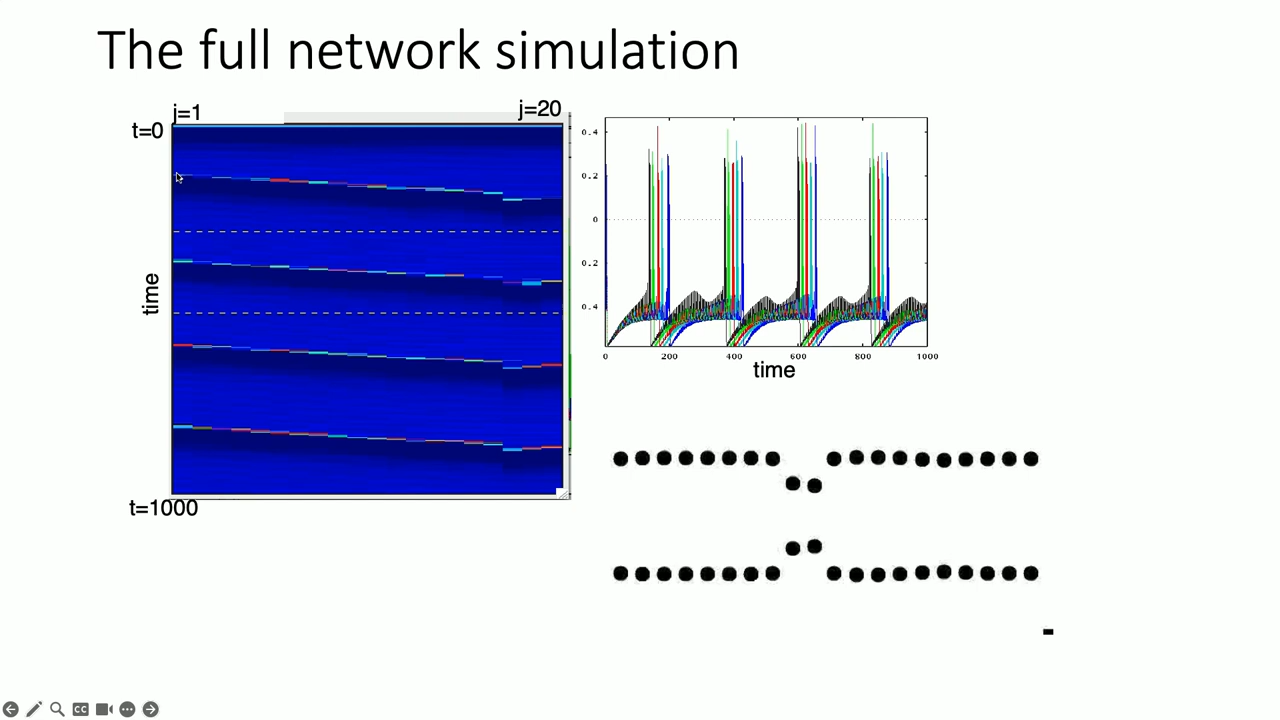 The full network simulation
j=1
j=20
t=0
time
t=1000
0.4
0.2
0
0.2
0.4
0 200 400 600 800 1000
time
CC